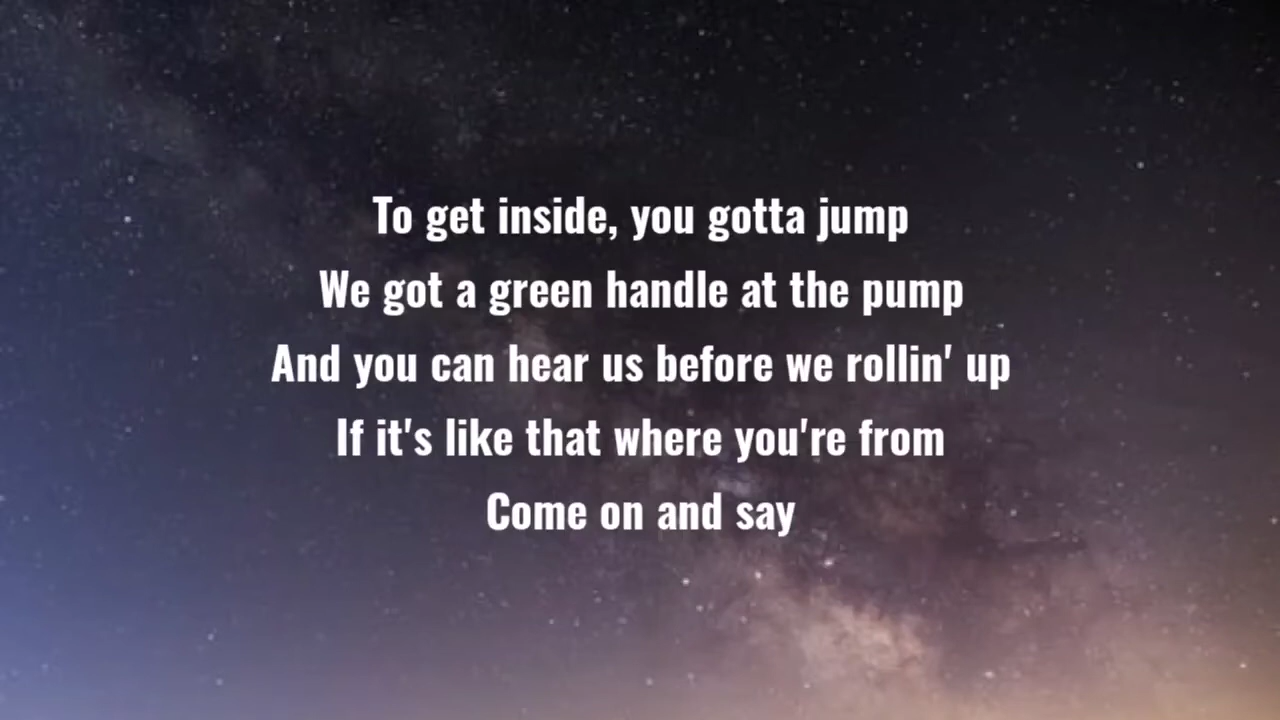 To get inside, you gotta jump
We got a green handle at the pump
And you can hear us before we rollin' up
If it's like that where you're from
Come on and say